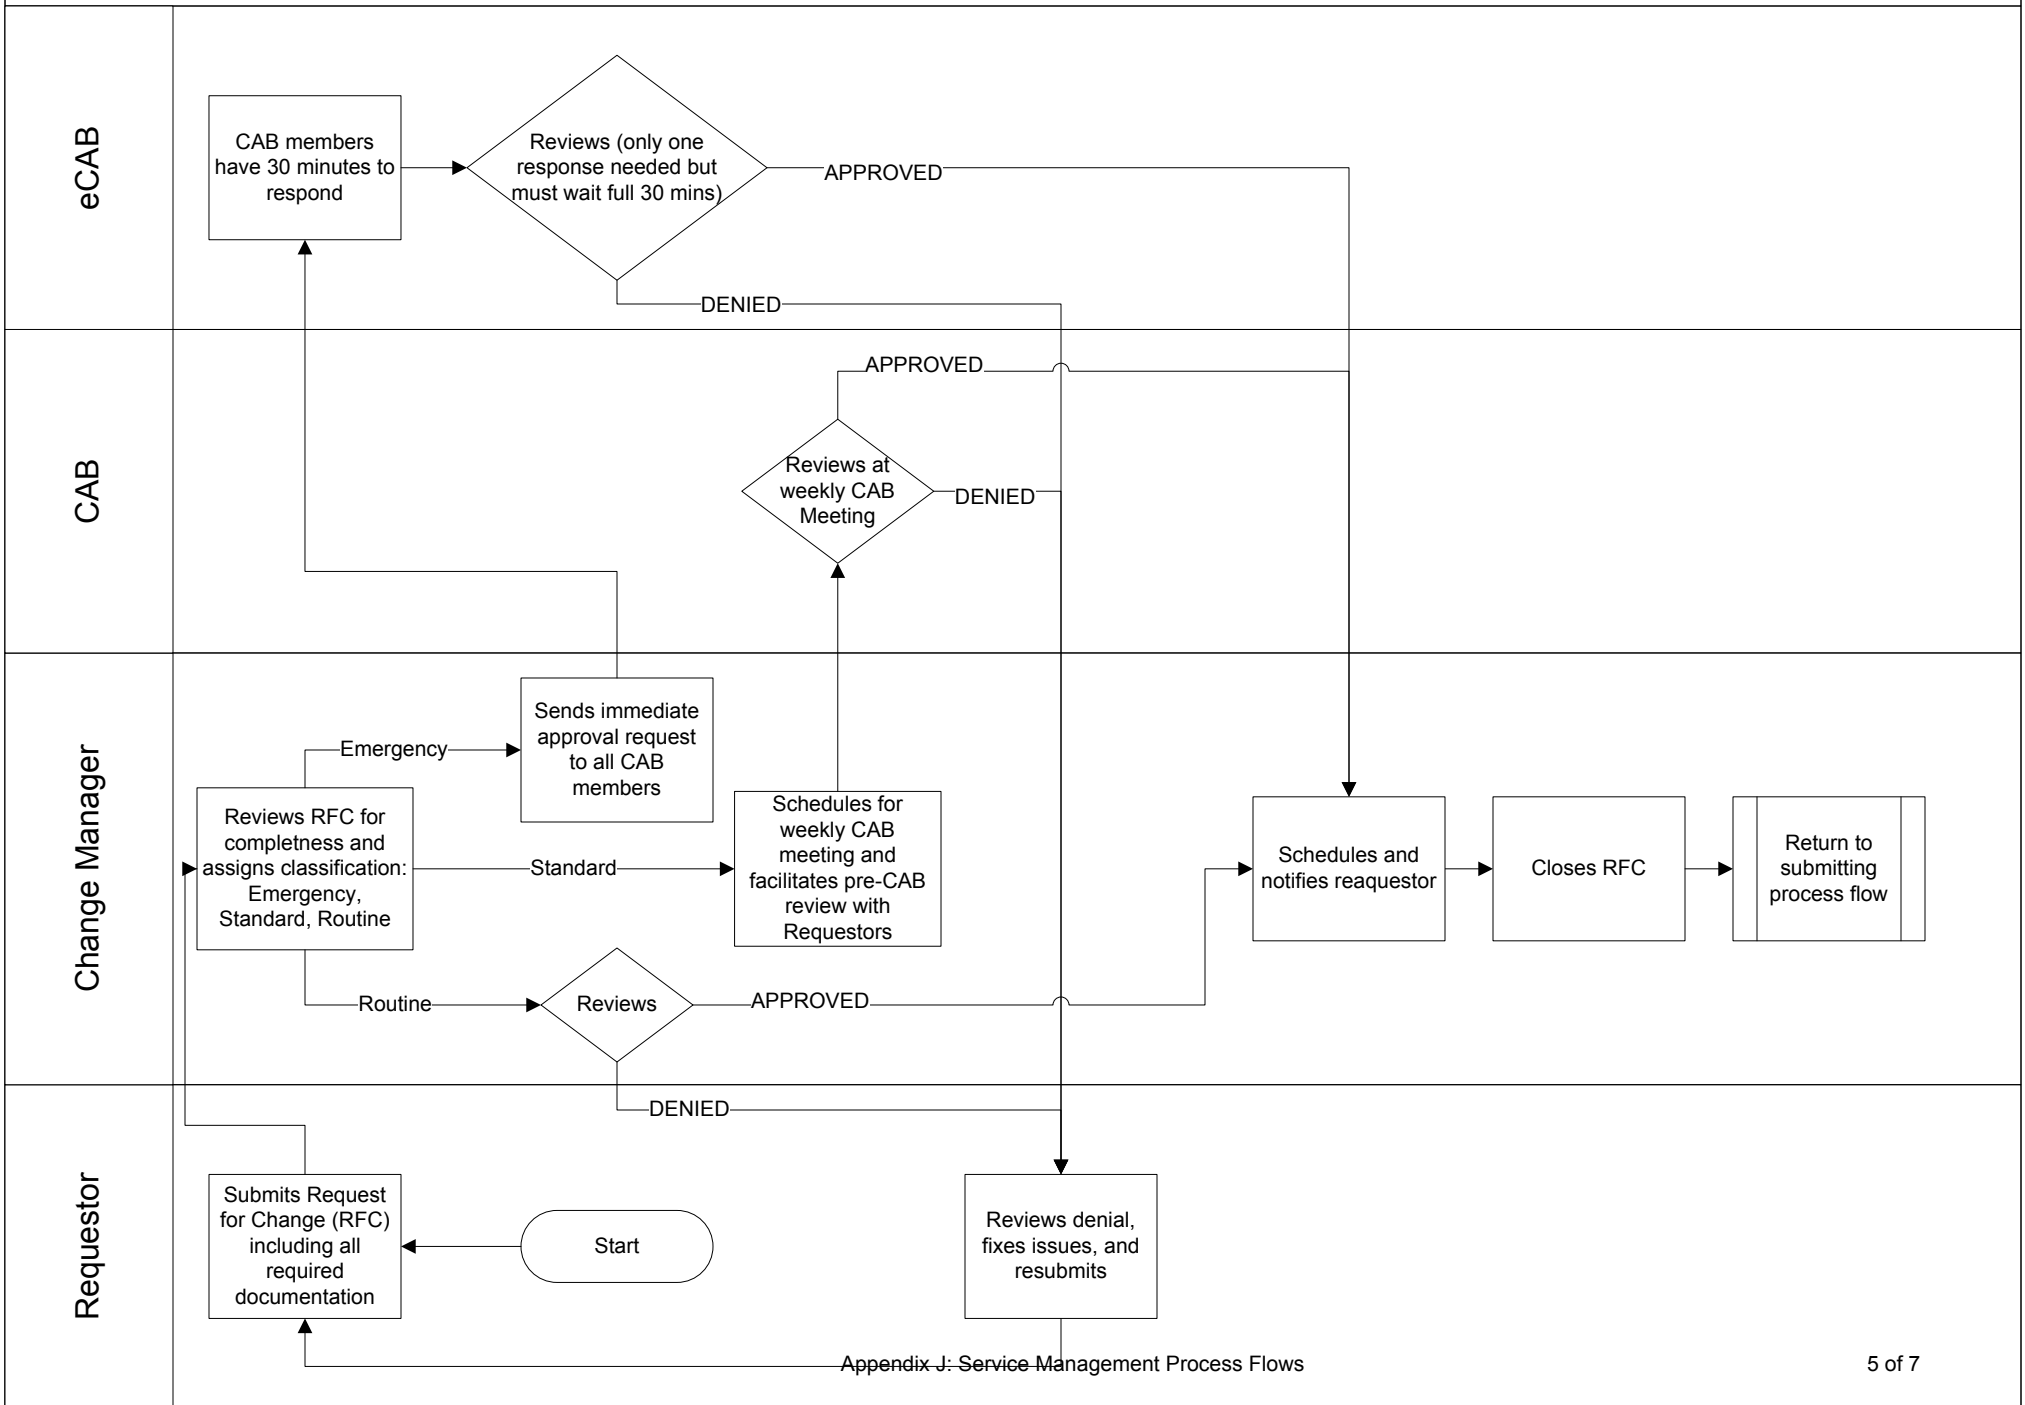 eCAB
CAB members
have 30 minutes to
respond
Reviews (only one
response needed but
must wait full 30 mins)
APPROVED
DENIED
CAB
APPROVED
Reviews at
weekly CAB
Meeting
DENIED
Change Manager
Sends immediate
approval request
to all CAB
members
Emergency
Reviews RFC for
completness and
assigns classification:
Emergency,
Standard, Routine
Standard
Schedules for
weekly CAB
meeting and
facilitates pre-CAB
review with
Requestors
Schedules and
notifies reaquestor
Closes RFC
Return to
submitting
process flow
Routine
Reviews
APPROVED
DENIED
Requestor
Submits Request
for Change (RFC)
including all
required
documentation
Start
Reviews denial,
fixes issues, and
resubmits
Appendix J: Service Management Process Flows
5 of 7